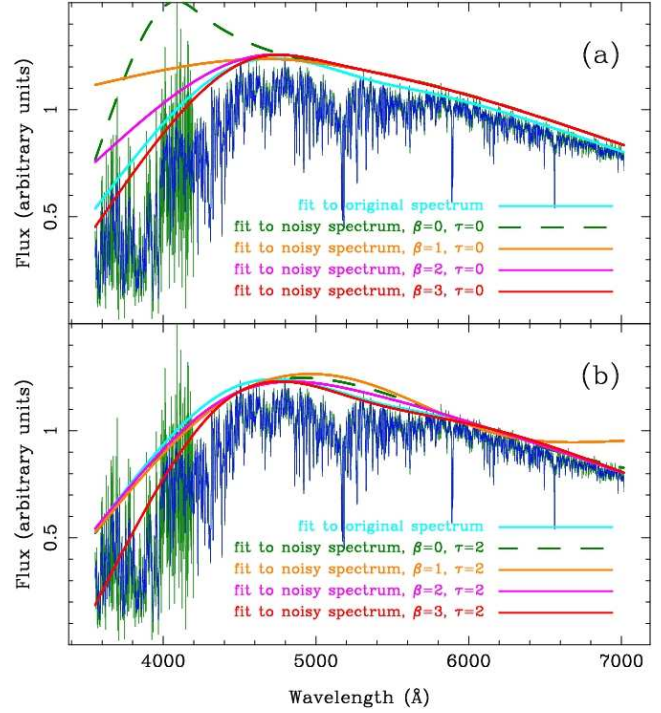 (a)
1
0.5
Flux (arbitrary units)
fit to original spectrum
fit to noisy spectrum, β=0, τ=0
fit to noisy spectrum, β=1, τ=0
fit to noisy spectrum, β=2, τ=0
fit to noisy spectrum, β=3, τ=0
(b)
1
0.5
Flux (arbitrary units)
fit to original spectrum
fit to noisy spectrum, β=0, τ=2
fit to noisy spectrum, β=1, τ=2
fit to noisy spectrum, β=2, τ=2
fit to noisy spectrum, β=3, τ=2
4000 5000 6000 7000
Wavelength (Å)